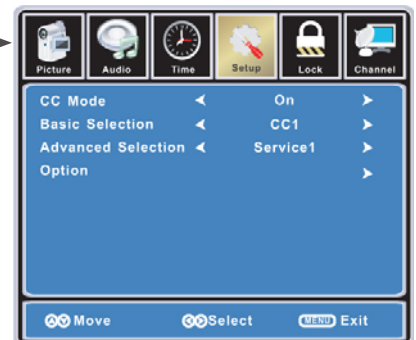 Picture Audio Time Setup Lock Channel
CC Mode On
Basic Selection CC1
Advanced Selection Service1
Option
Move Select MENU Exit